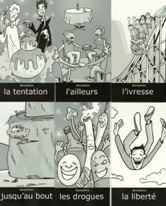 la tentation
l'ailleurs
l'ivresse
jusqu'au bout
les drogues
la liberté